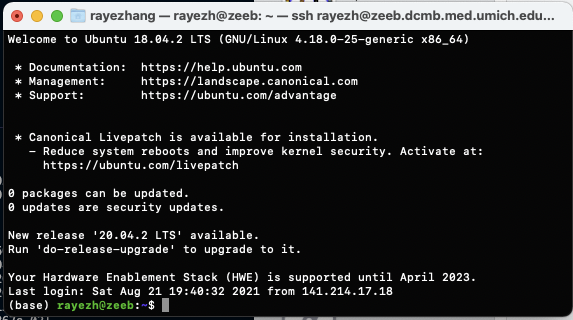 rayezhang — rayezh@zeeb: ~ — ssh rayezh@zeeb.dcmb.med.umich.edu...
Welcome to Ubuntu 18.04.2 LTS (GNU/Linux 4.18.0-25-generic x86_64)
* Documentation:  https://help.ubuntu.com
* Management:     https://landscape.canonical.com
* Support:        https://ubuntu.com/advantage
* Canonical Livepatch is available for installation.
- Reduce system reboots and improve kernel security. Activate at:
https://ubuntu.com/livepatch
0 packages can be updated.
0 updates are security updates.
New release '20.04.2 LTS' available.
Run 'do-release-upgrade' to upgrade to it.
Your Hardware Enablement Stack (HWE) is supported until April 2023.
Last login: Sat Aug 21 19:40:32 2021 from 141.214.17.18
(base) rayezh@zeeb:~$